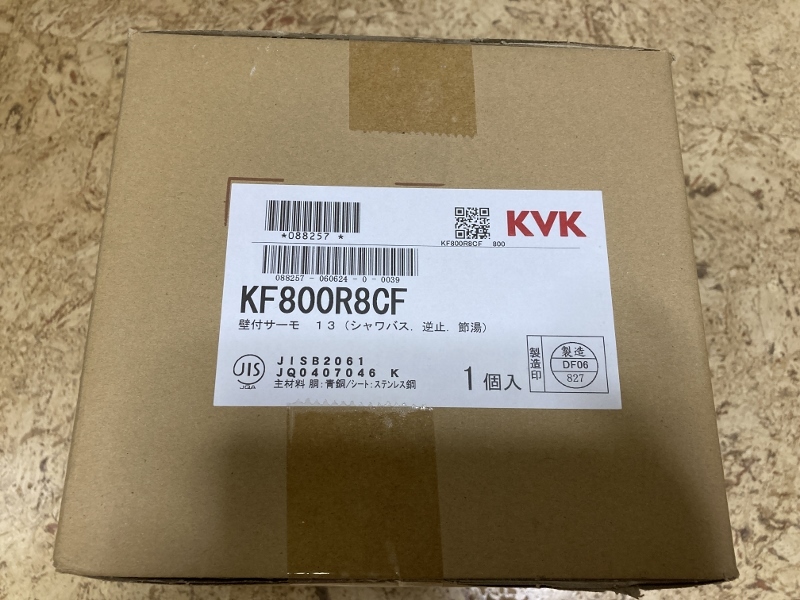 *088257 *
KVK
KF800R8CF 800
088257 - 060624 - 0 - 0039
KF800R8CF
壁付サーモ 13 (シャワバス. 逆止. 節湯)
JIS
JQA
JISB2061
JQ0407046 K
主材料 胴:青銅/シート:ステンレス鋼
1個入
製造印
製造
DF06
827